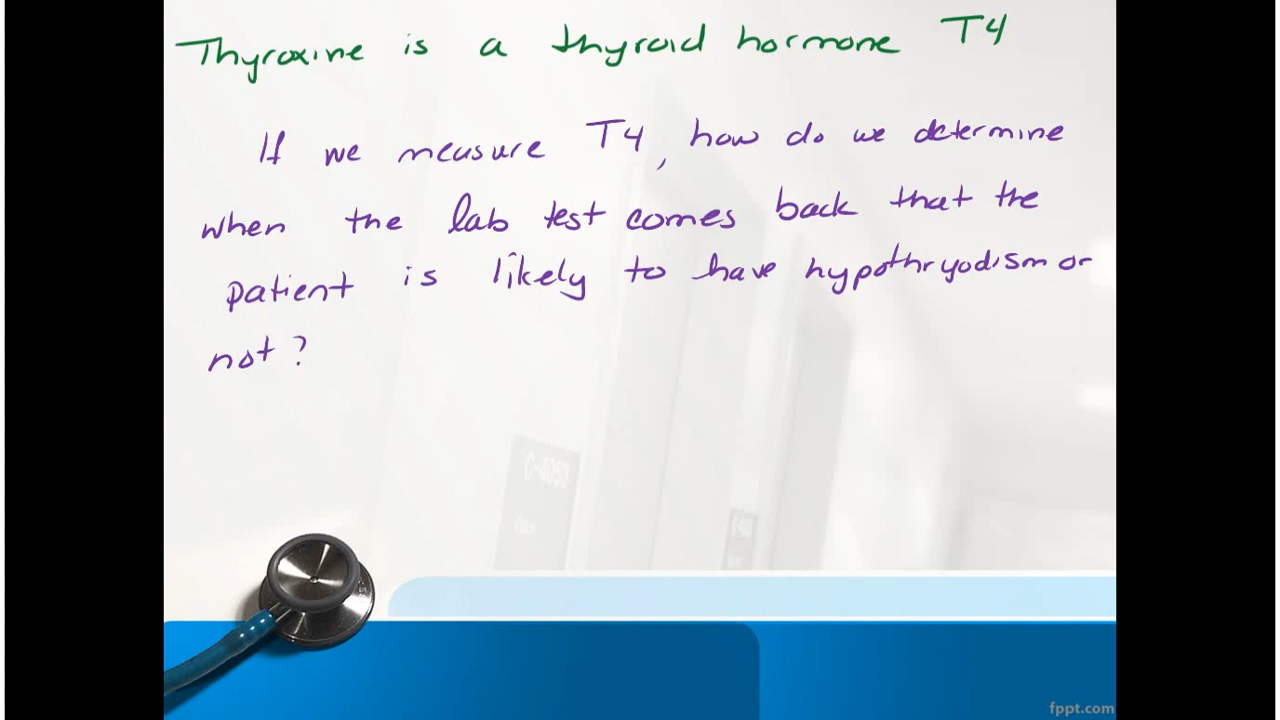 Thyroxine is a thyroid hormone T4
If we measure T4, how do we determine
when the lab test comes back that the
patient is likely to have hypothryodism or
not?
C-4050
fppt.com